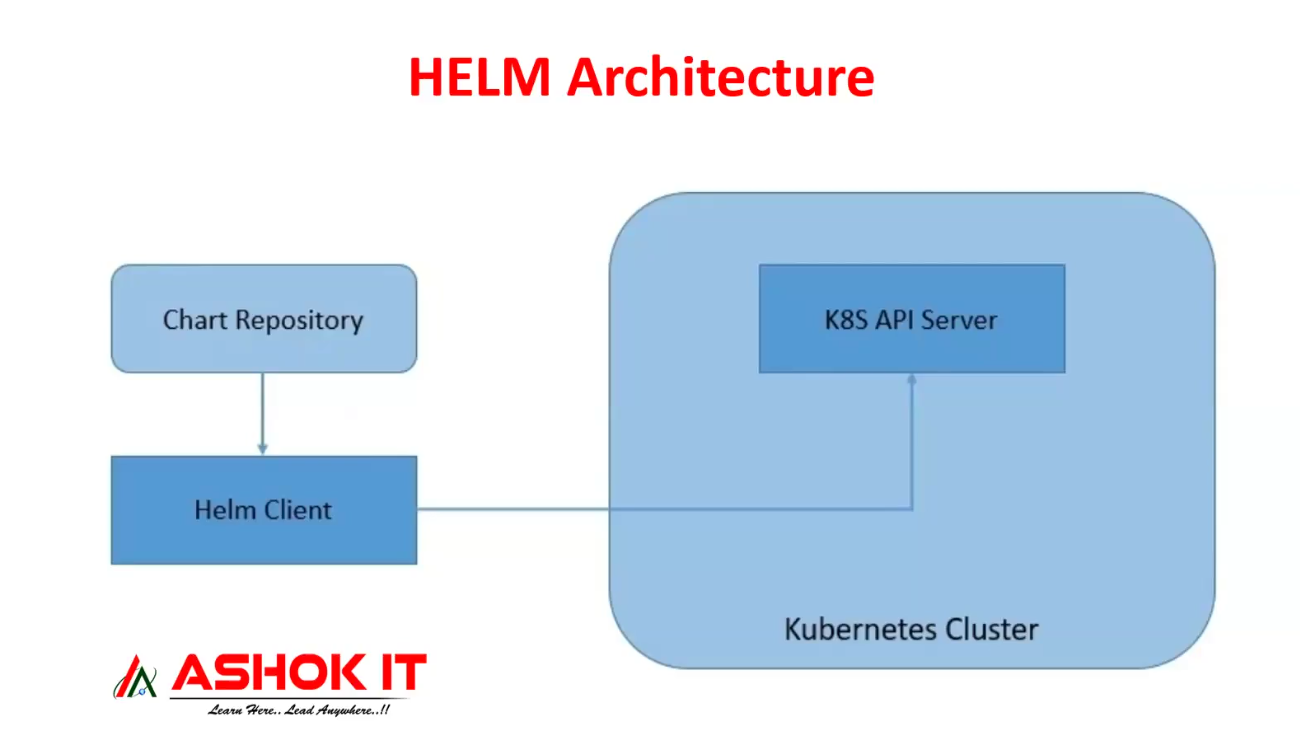 HELM Architecture
Chart Repository
K8S API Server
Helm Client
Kubernetes Cluster
ASHOK IT
Learn Here.. Lead Anywhere..!!